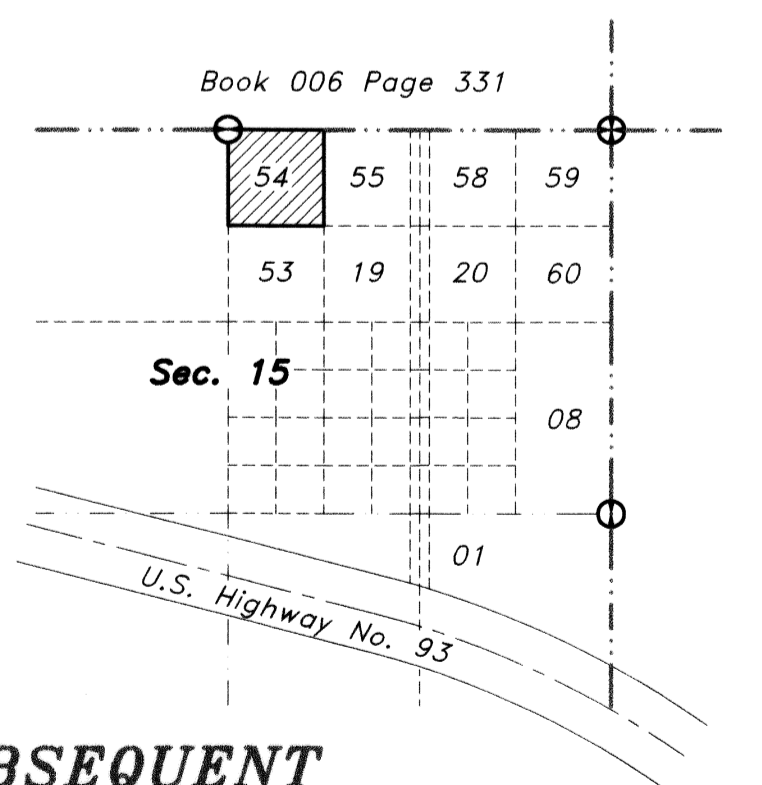 Book 006 Page 331
54 55 58 59
53 19 20 60
Sec. 15
08
01
U.S. Highway No. 93
BSEQUENT